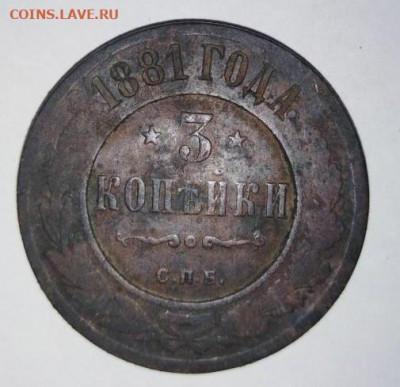 COINS.LAVE.RU
1881 ГОДА
3
КОПѢЙКИ
С.П.Б.